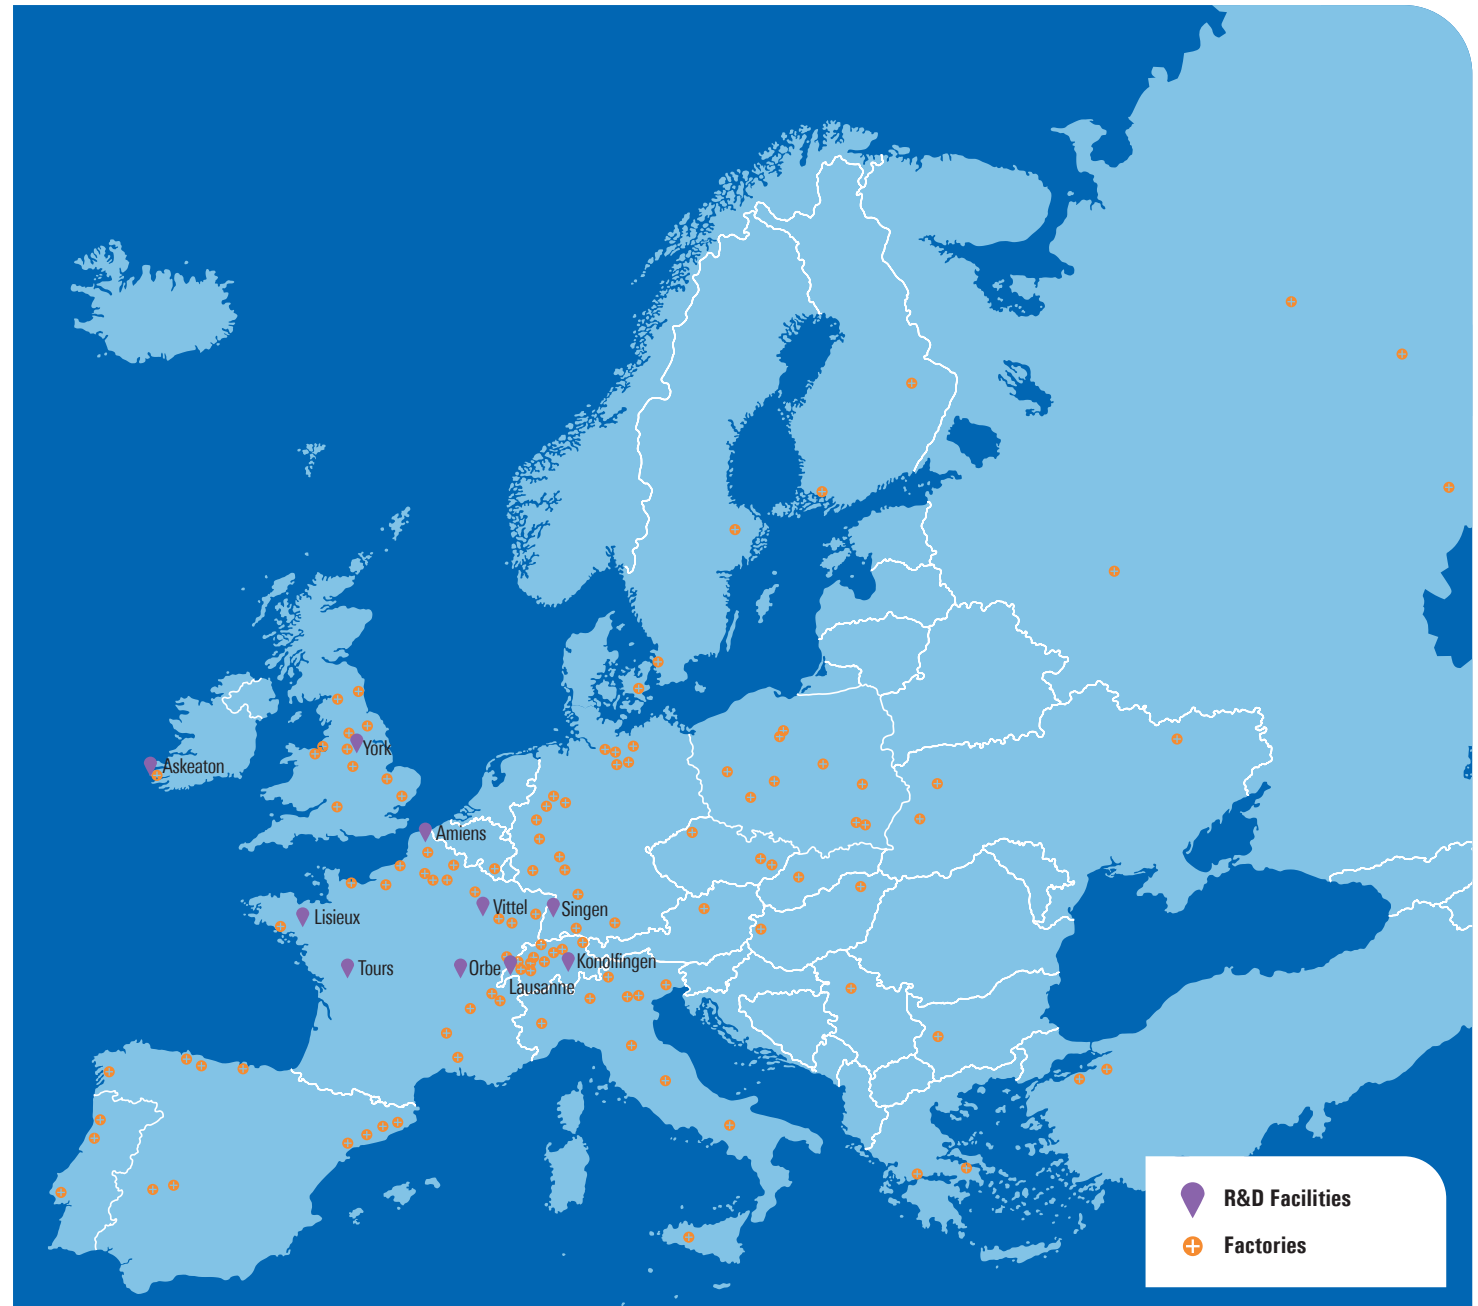 York
Askeaton
Amiens
Vittel
Singen
Lisieux
Konolfingen
Tours
Orbe
Lausanne
R&D Facilities
Factories